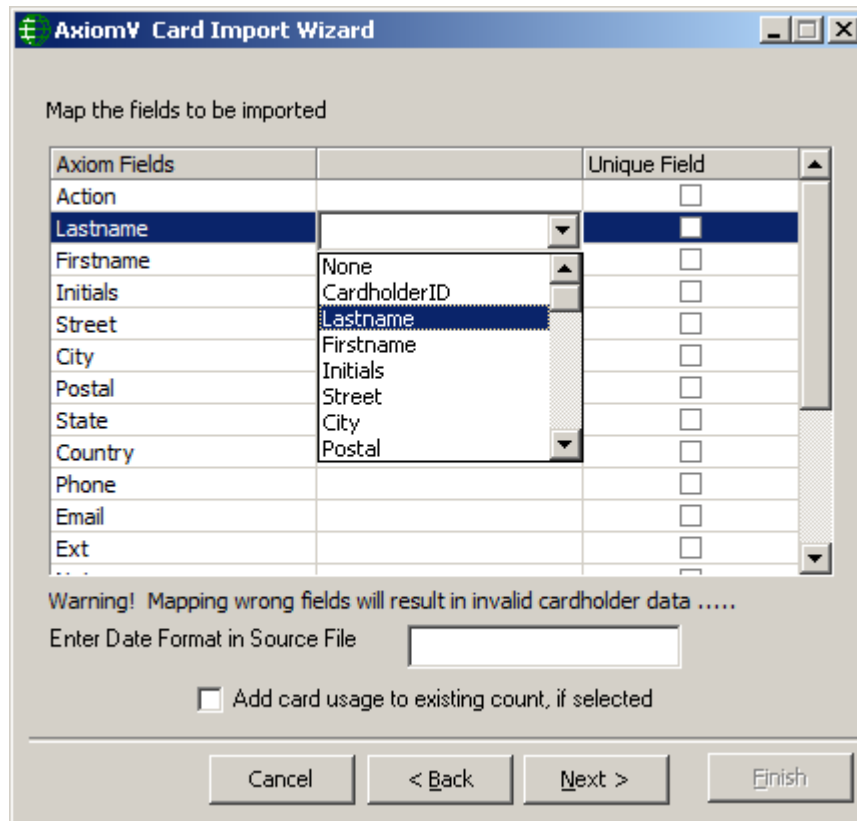 AxiomV Card Import Wizard
Map the fields to be imported
Axiom Fields Unique Field
Action
Lastname
Firstname None
Initials CardholderID
Street Lastname
City Firstname
Postal Initials
State Street
Country City
Phone Postal
Email
Ext
Warning! Mapping wrong fields will result in invalid cardholder data .....
Enter Date Format in Source File
Add card usage to existing count, if selected
Cancel < Back Next > Finish